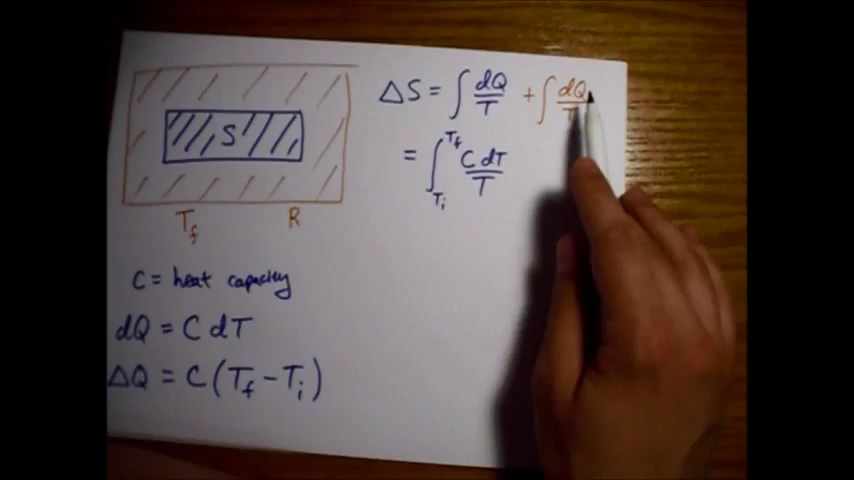 S
T_f R
C = heat capacity
dQ = C dT
ΔQ = C (T_f − T_i)
ΔS = ∫ dQ/T + ∫ dQ/T
= ∫_{T_i}^{T_f} C dT/T